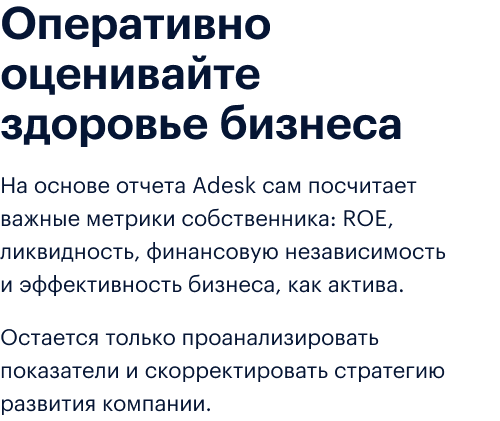 Оперативно
оценивайте
здоровье бизнеса
На основе отчета Adesk сам посчитает
важные метрики собственника: ROE,
ликвидность, финансовую независимость
и эффективность бизнеса, как актива.
Остается только проанализировать
показатели и скорректировать стратегию
развития компании.